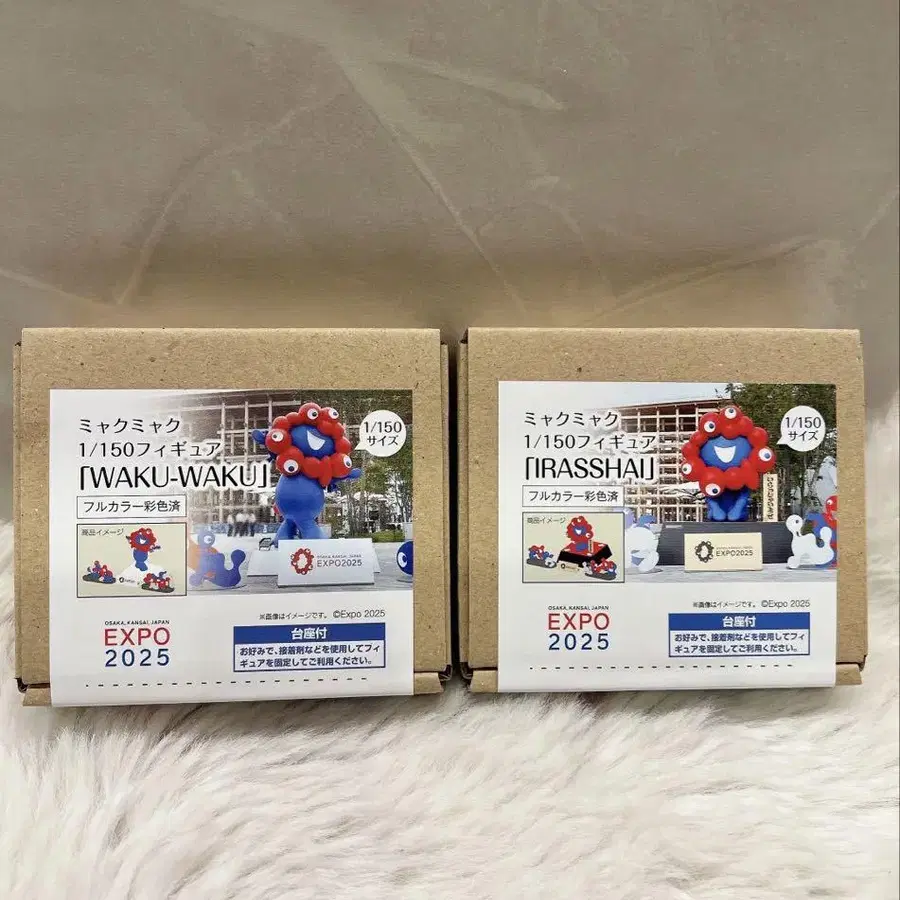 ミャクミャク
1/150フィギュア
「WAKU-WAKU」
フルカラー彩色済
1/150
サイズ
商品イメージ
OSAKA, KANSAI, JAPAN
EXPO2025
※画像はイメージです。 ©Expo 2025
OSAKA, KANSAI, JAPAN
EXPO
2025
台座付
お好みで、接着剤などを使用してフィ
ギュアを固定してご利用ください。
ミャクミャク
1/150フィギュア
「IRASSHAI」
フルカラー彩色済
1/150
サイズ
商品イメージ
OSAKA, KANSAI, JAPAN
EXPO2025
※画像はイメージです。 ©Expo 2025
OSAKA, KANSAI, JAPAN
EXPO
2025
台座付
お好みで、接着剤などを使用してフィ
ギュアを固定してご利用ください。